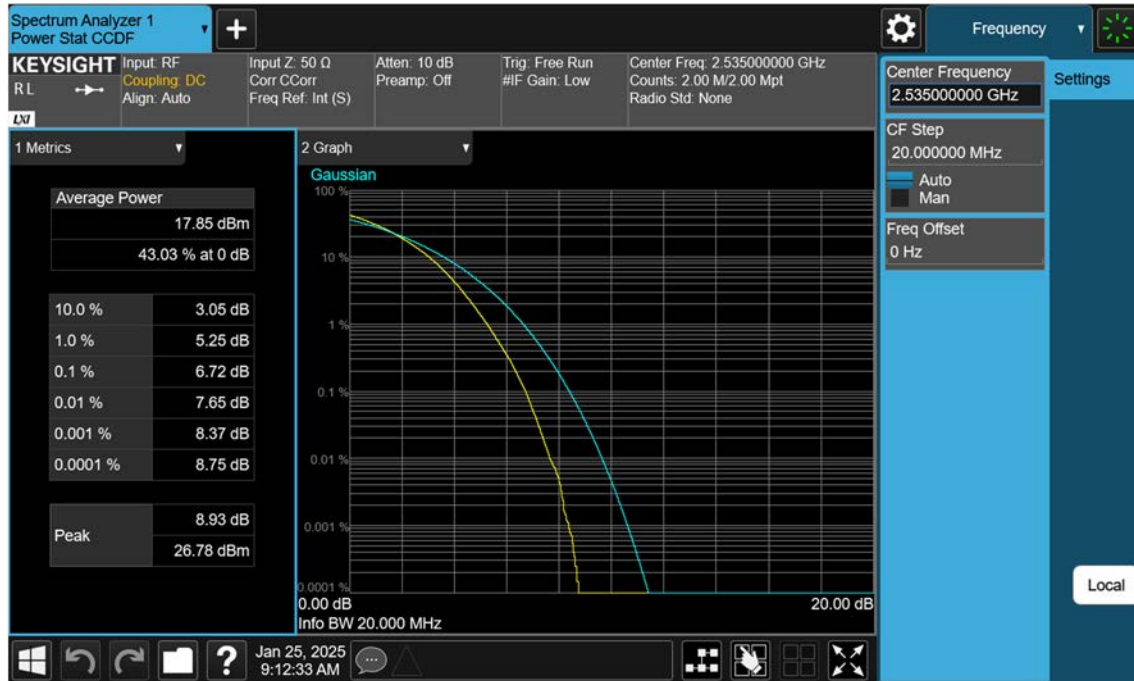 Spectrum Analyzer 1
Power Stat CCDF
+
Frequency
KEYSIGHT
RL
LXI
Input: RF
Coupling: DC
Align: Auto
Input Z: 50 Ω
Corr CCorr
Freq Ref: Int (S)
Atten: 10 dB
Preamp: Off
Trig: Free Run
#IF Gain: Low
Center Freq: 2.535000000 GHz
Counts: 2.00 M/2.00 Mpt
Radio Std: None
Center Frequency
2.535000000 GHz
Settings
CF Step
20.000000 MHz
Auto
Man
Freq Offset
0 Hz
Local
1 Metrics
Average Power
17.85 dBm
43.03 % at 0 dB
10.0 % 3.05 dB
1.0 % 5.25 dB
0.1 % 6.72 dB
0.01 % 7.65 dB
0.001 % 8.37 dB
0.0001 % 8.75 dB
Peak
8.93 dB
26.78 dBm
2 Graph
Gaussian
100 %
10 %
1 %
0.1 %
0.01 %
0.001 %
0.0001 %
0.00 dB 20.00 dB
Info BW 20.000 MHz
?
Jan 25, 2025
9:12:33 AM